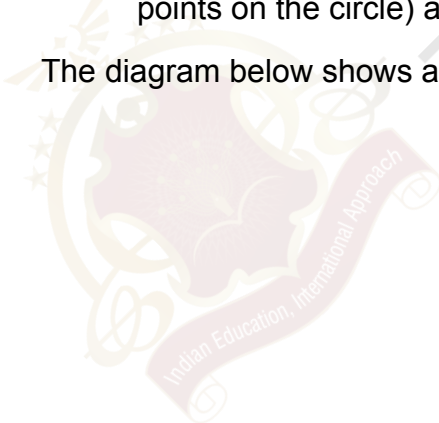 points on the circle) a
The diagram below shows a
Indian Education, International Approach